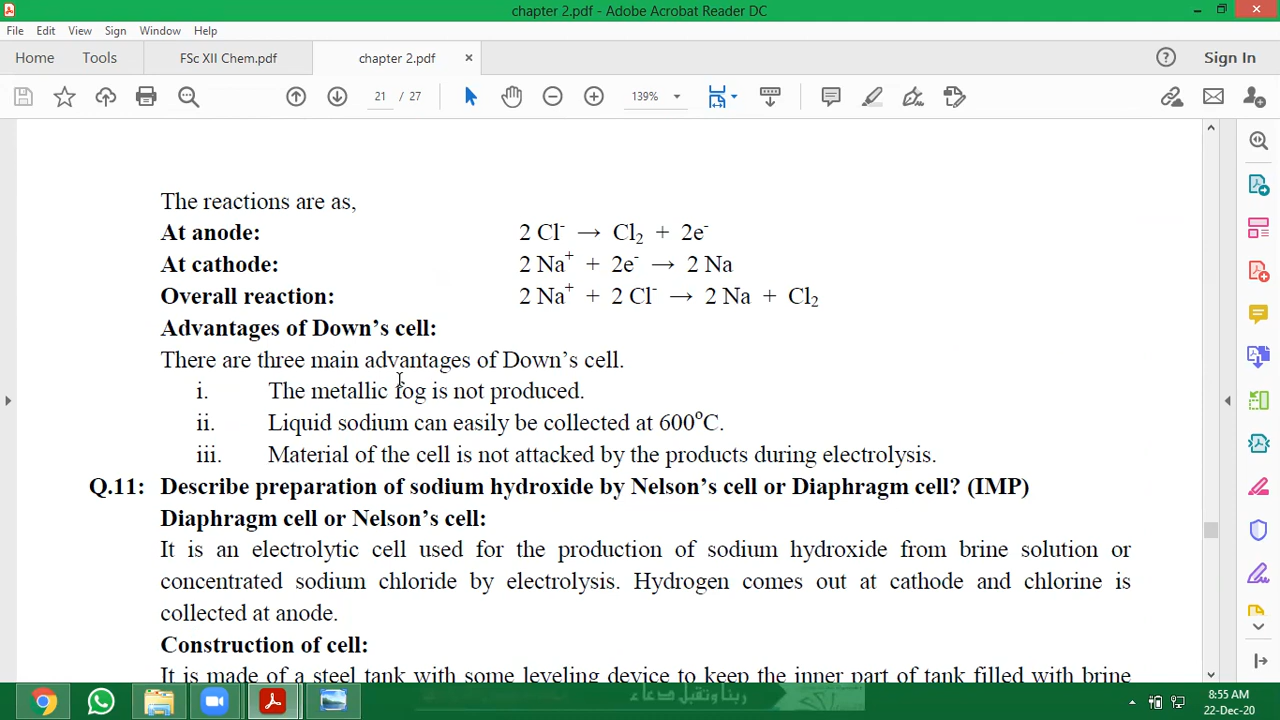 chapter 2.pdf - Adobe Acrobat Reader DC
File Edit View Sign Window Help
Home Tools FSc XII Chem.pdf chapter 2.pdf × Sign In
21 / 27 139%
The reactions are as,
At anode: 2 Cl⁻ → Cl₂ + 2e⁻
At cathode: 2 Na⁺ + 2e⁻ → 2 Na
Overall reaction: 2 Na⁺ + 2 Cl⁻ → 2 Na + Cl₂
Advantages of Down’s cell:
There are three main advantages of Down’s cell.
i. The metallic fog is not produced.
ii. Liquid sodium can easily be collected at 600°C.
iii. Material of the cell is not attacked by the products during electrolysis.
Q.11: Describe preparation of sodium hydroxide by Nelson’s cell or Diaphragm cell? (IMP)
Diaphragm cell or Nelson’s cell:
It is an electrolytic cell used for the production of sodium hydroxide from brine solution or
concentrated sodium chloride by electrolysis. Hydrogen comes out at cathode and chlorine is
collected at anode.
Construction of cell:
It is made of a steel tank with some leveling device to keep the inner part of tank filled with brine
ربنا وتقبل دعاء
8:55 AM
22-Dec-20